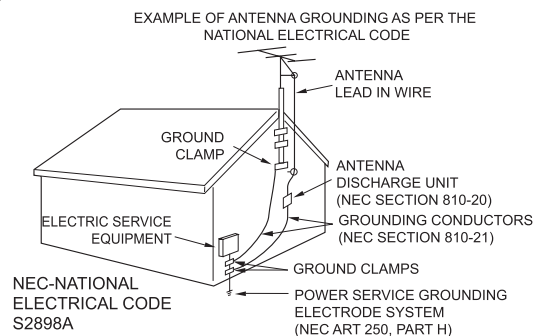 EXAMPLE OF ANTENNA GROUNDING AS PER THE
NATIONAL ELECTRICAL CODE
ANTENNA
LEAD IN WIRE
GROUND
CLAMP
ANTENNA
DISCHARGE UNIT
(NEC SECTION 810-20)
ELECTRIC SERVICE
EQUIPMENT
GROUNDING CONDUCTORS
(NEC SECTION 810-21)
GROUND CLAMPS
NEC-NATIONAL
ELECTRICAL CODE
S2898A
POWER SERVICE GROUNDING
ELECTRODE SYSTEM
(NEC ART 250, PART H)